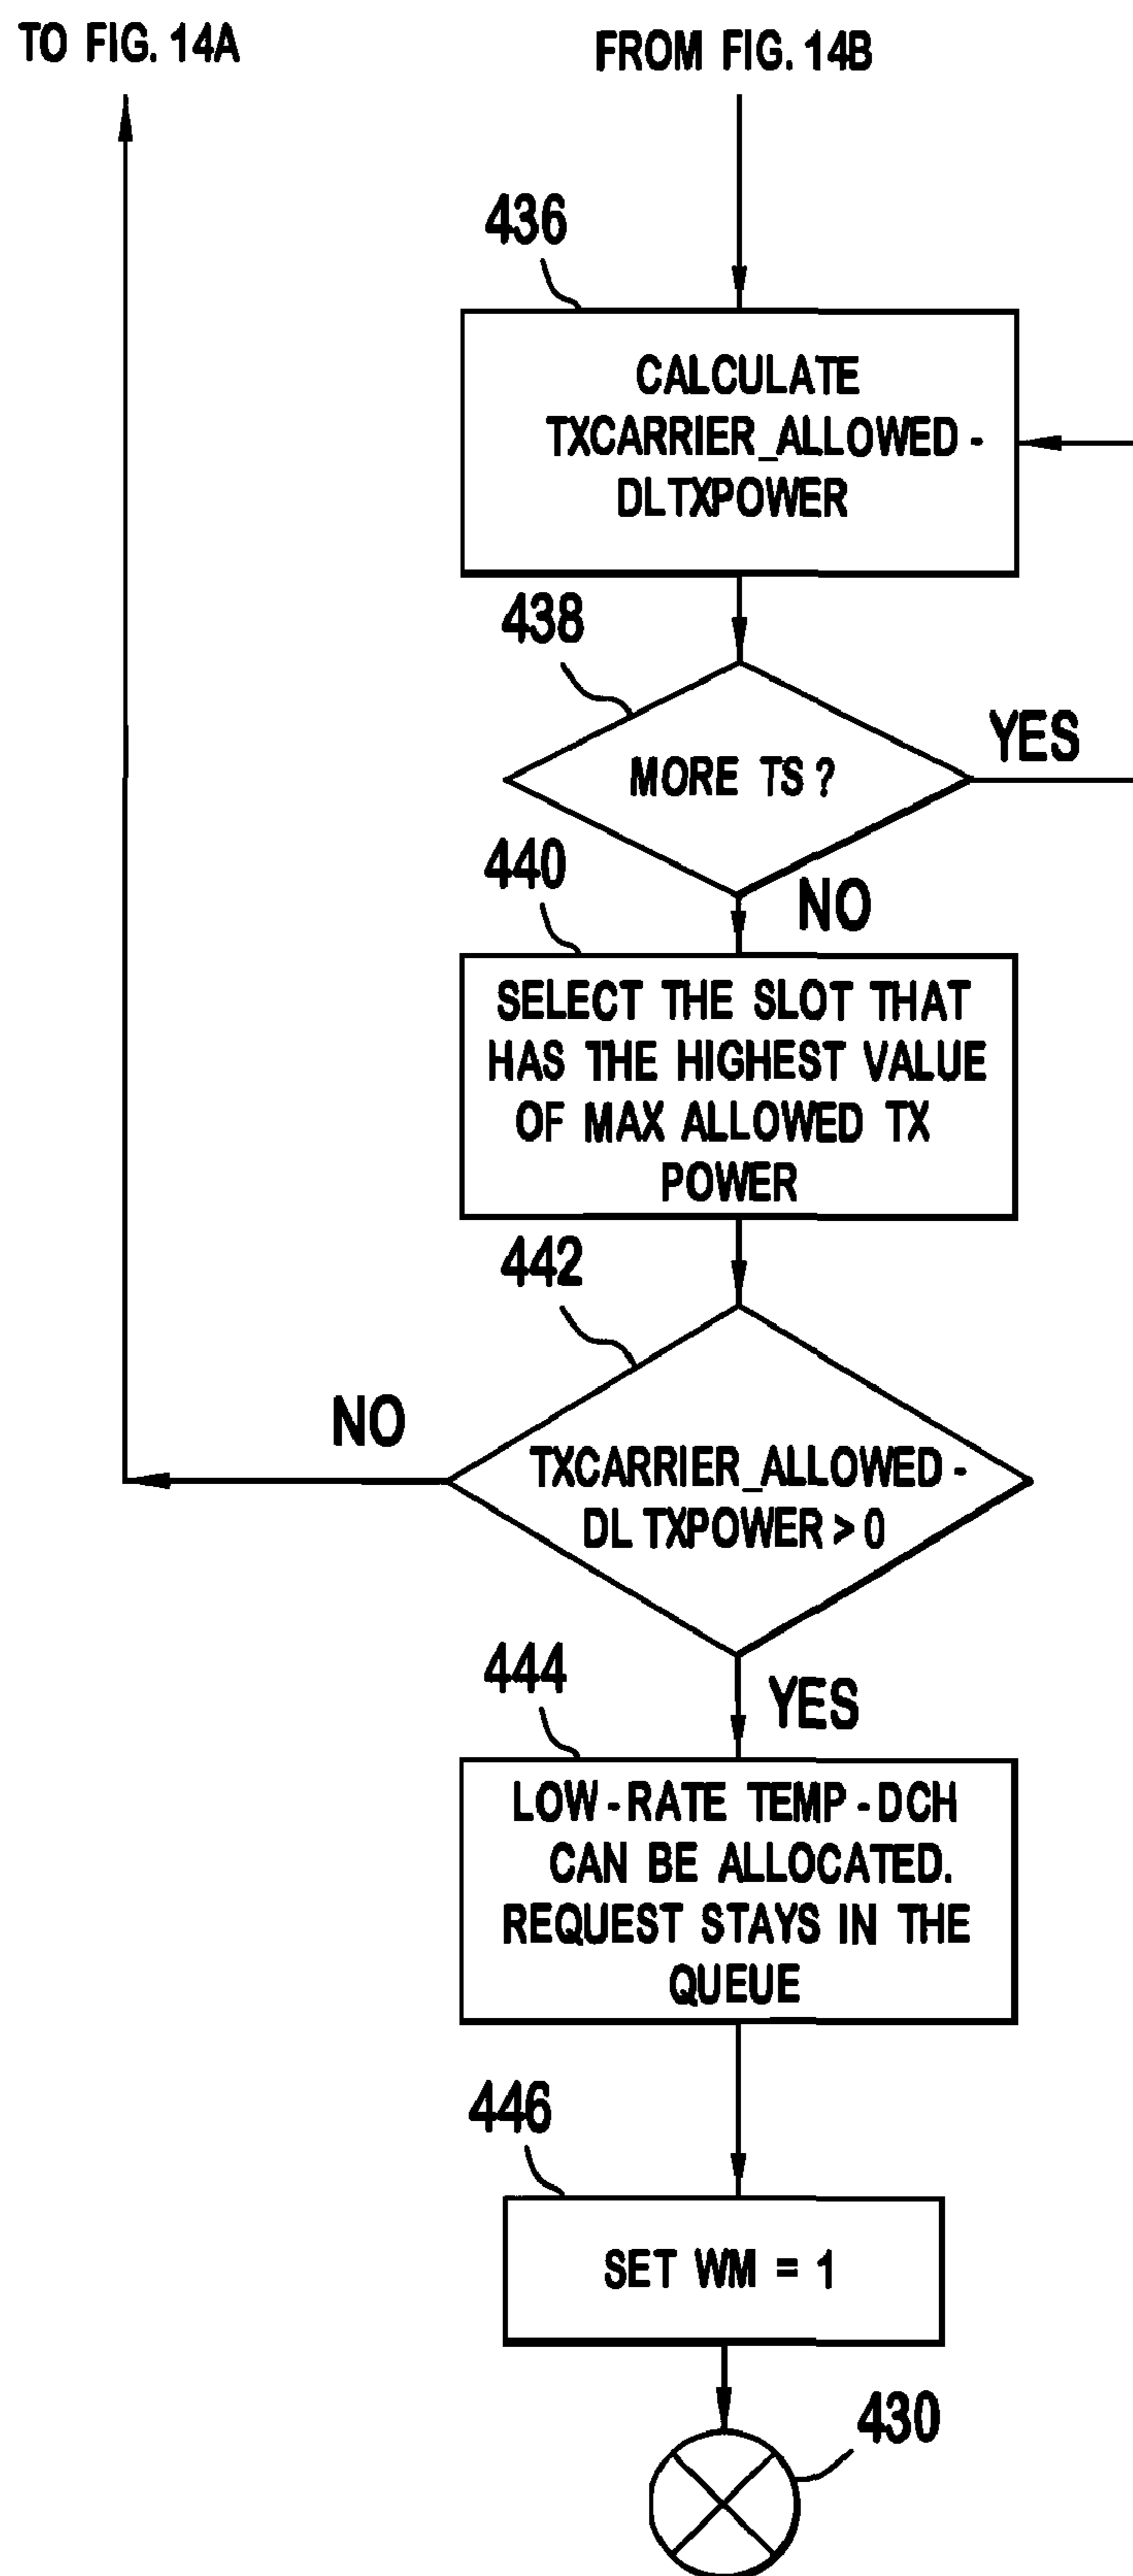 TO FIG. 14A
FROM FIG. 14B
436
CALCULATE
TXCARRIER_ALLOWED -
DLTXPOWER
438
MORE TS ?
YES
440
NO
SELECT THE SLOT THAT
HAS THE HIGHEST VALUE
OF MAX ALLOWED TX
POWER
442
NO
TXCARRIER_ALLOWED -
DL TXPOWER > 0
444
YES
LOW - RATE TEMP - DCH
CAN BE ALLOCATED.
REQUEST STAYS IN THE
QUEUE
446
SET WM = 1
430